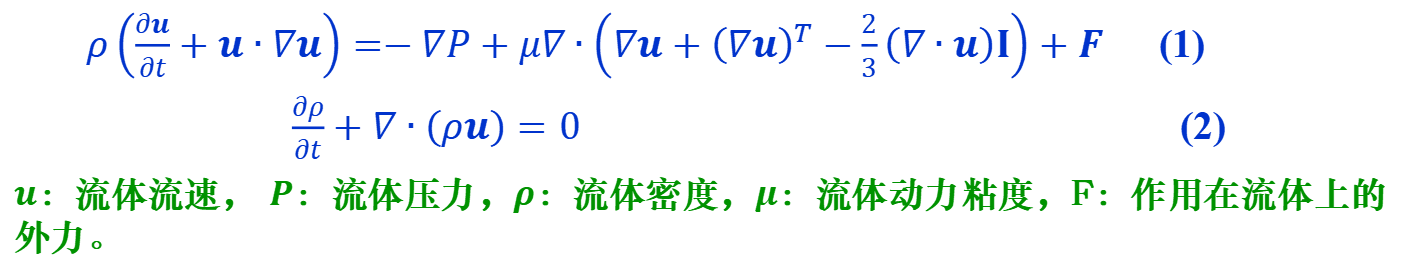 ρ(∂u/∂t + u · ∇u) =− ∇P + μ∇ · (∇u + (∇u)ᵀ − 2/3 (∇ · u)I) + F (1)
∂ρ/∂t + ∇ · (ρu) = 0 (2)
u：流体流速， P：流体压力，ρ：流体密度，μ：流体动力粘度，F：作用在流体上的
外力。